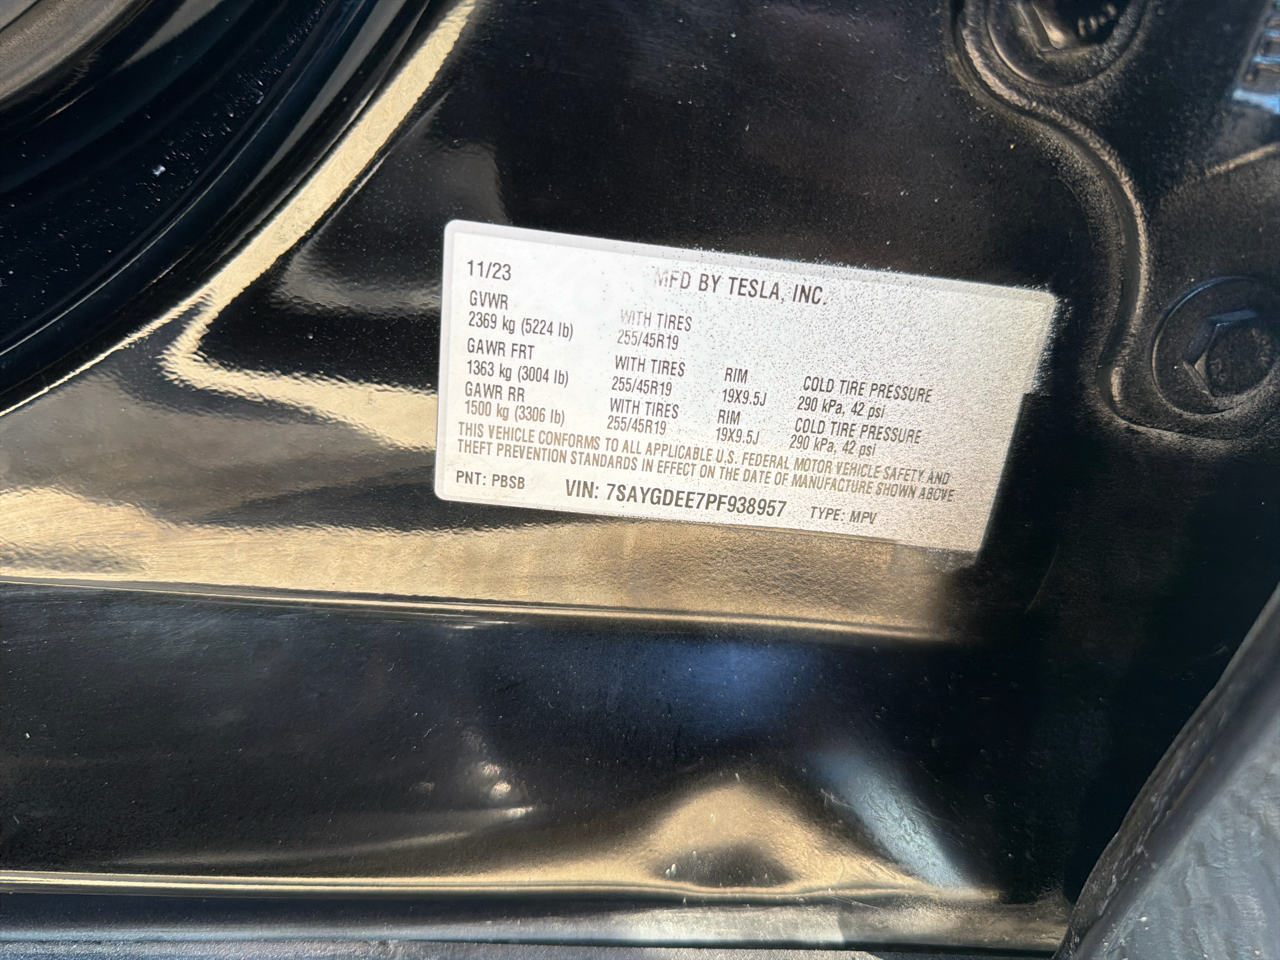 11/23 MFD BY TESLA, INC.
GVWR
2369 kg (5224 lb) WITH TIRES 255/45R19
GAWR FRT
1363 kg (3004 lb) WITH TIRES 255/45R19 RIM 19X9.5J COLD TIRE PRESSURE 290 kPa, 42 psi
GAWR RR
1500 kg (3306 lb) WITH TIRES 255/45R19 RIM 19X9.5J COLD TIRE PRESSURE 290 kPa, 42 psi
THIS VEHICLE CONFORMS TO ALL APPLICABLE U.S. FEDERAL MOTOR VEHICLE SAFETY AND
THEFT PREVENTION STANDARDS IN EFFECT ON THE DATE OF MANUFACTURE SHOWN ABOVE
PNT: PBSB VIN: 7SAYGDEE7PF938957 TYPE: MPV